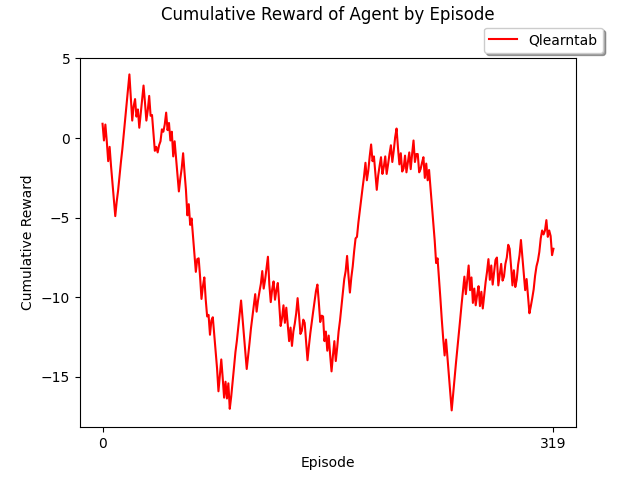 Cumulative Reward of Agent by Episode
Qlearntab
5
0
−5
−10
−15
Cumulative Reward
0
319
Episode